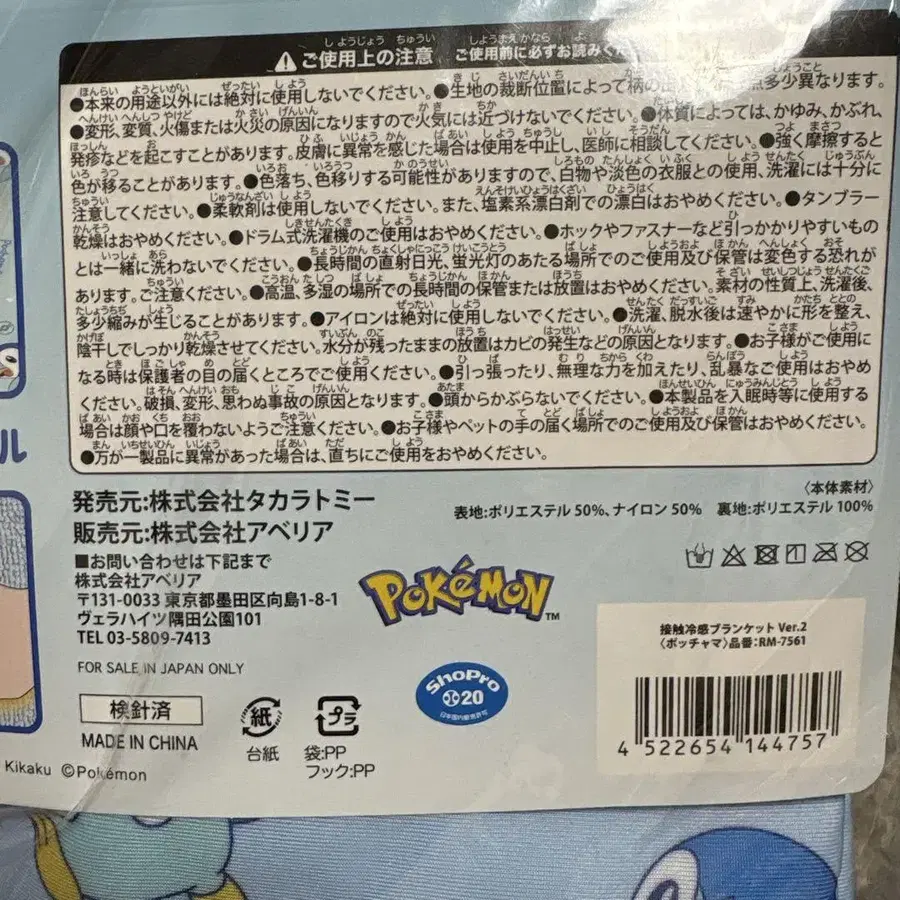 ⚠ご使用上の注意 ご使用前に必ずお読みく
●本来の用途以外には絶対に使用しないでください。●生地の裁断位置によって柄の出 点多少異なります。
●変形、変質、火傷または火災の原因になりますので火気には近づけないでください。●体質によっては、かゆみ、かぶれ、
発疹などを起こすことがあります。皮膚に異常を感じた場合は使用を中止し、医師に相談してください。●強く摩擦すると
色が移ることがあります。●色落ち、色移りする可能性がありますので、白物や淡色の衣服との使用、洗濯には十分に
注意してください。●柔軟剤は使用しないでください。また、塩素系漂白剤での漂白はおやめください。●タンブラー
乾燥はおやめください。●ドラム式洗濯機のご使用はおやめください。●ホックやファスナーなど引っかかりやすいもの
とは一緒に洗わないでください。●長時間の直射日光、蛍光灯のあたる場所でのご使用及び保管は変色する恐れが
あります。ご注意ください。●高温、多湿の場所での長時間の保管または放置はおやめください。素材の性質上、洗濯後、
多少縮みが生じることがあります。●アイロンは絶対に使用しないでください。●洗濯、脱水後は速やかに形を整え、
陰干しでしっかり乾燥させてください。水分が残ったままの放置はカビの発生などの原因となります。●お子様がご使用に
なる時は保護者の目の届くところでご使用ください。●引っ張ったり、無理な力を加えたり、乱暴なご使用はおやめ
ください。破損、変形、思わぬ事故の原因となります。●頭からかぶらないでください。●本製品を入眠時等に使用する
場合は顔や口を覆わないようご注意ください。●お子様やペットの手の届く場所でのご使用及び保管はおやめください。
●万が一製品に異常があった場合は、直ちにご使用をおやめください。
ル
発売元:株式会社タカラトミー
販売元:株式会社アベリア
■お問い合わせは下記まで
株式会社アベリア
〒131-0033 東京都墨田区向島1-8-1
ヴェラハイツ隅田公園101
TEL 03-5809-7413
FOR SALE IN JAPAN ONLY
〈本体素材〉
表地:ポリエステル 50%、ナイロン 50% 裏地:ポリエステル 100%
POKéMON™
ShoPro
20
日本国内販売許諾
接触冷感ブランケット Ver.2
〈ポッチャマ〉品番:RM-7561
4 522654 144757
検針済
MADE IN CHINA
紙
台紙
プラ
袋:PP
フック:PP
Kikaku ©Pokémon